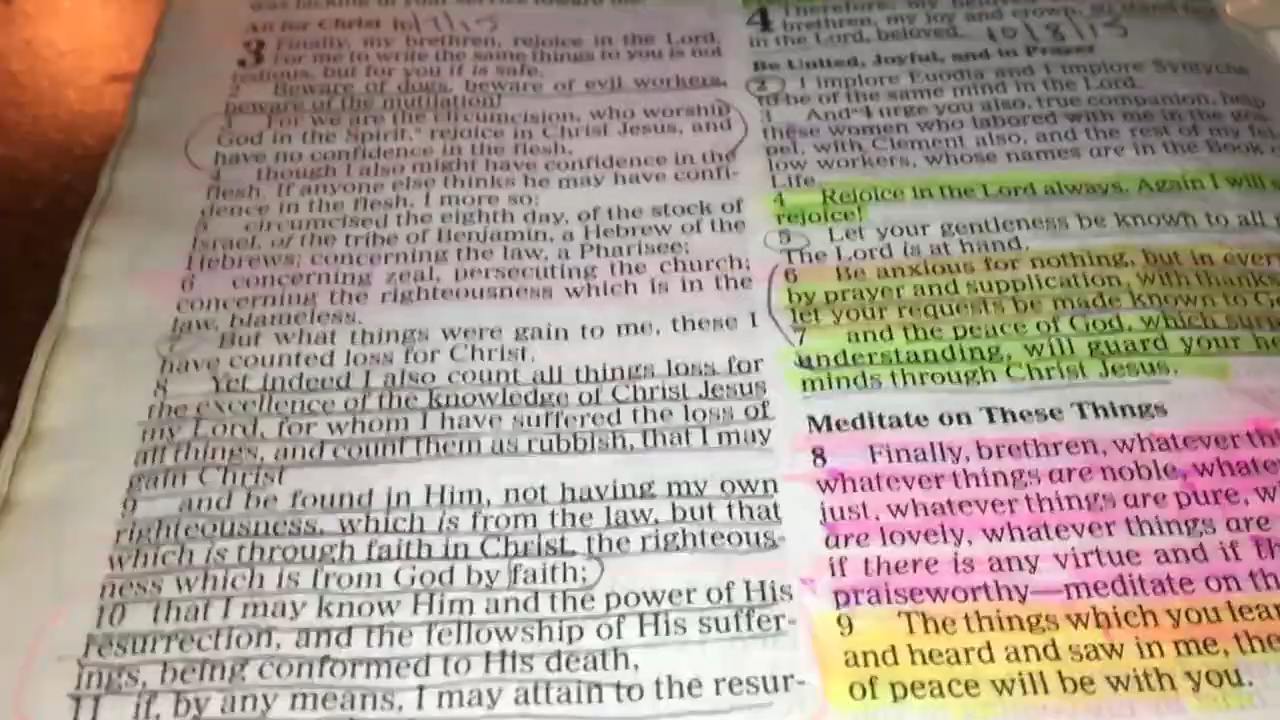 All for Christ 10/7/15
3 Finally, my brethren, rejoice in the Lord.
For me to write the same things to you is not
tedious, but for you it is safe.
2 Beware of dogs, beware of evil workers,
beware of the mutilation!
3 For we are the circumcision, who worship
God in the Spirit, rejoice in Christ Jesus, and
have no confidence in the flesh,
4 though I also might have confidence in the
flesh. If anyone else thinks he may have confi-
dence in the flesh, I more so:
5 circumcised the eighth day, of the stock of
Israel, of the tribe of Benjamin, a Hebrew of the
Hebrews; concerning the law, a Pharisee;
6 concerning zeal, persecuting the church;
concerning the righteousness which is in the
law, blameless.
7 But what things were gain to me, these I
have counted loss for Christ.
8 Yet indeed I also count all things loss for
the excellence of the knowledge of Christ Jesus
my Lord, for whom I have suffered the loss of
all things, and count them as rubbish, that I may
gain Christ
9 and be found in Him, not having my own
righteousness, which is from the law, but that
which is through faith in Christ, the righteous-
ness which is from God by faith;
10 that I may know Him and the power of His
resurrection, and the fellowship of His suffer-
ings, being conformed to His death,
11 if, by any means, I may attain to the resur-
4 Therefore, my
brethren, my joy and crown,
in the Lord, beloved. 10/8/15
Be United, Joyful, and in Prayer
2 I implore Euodia and I implore Syntyche
to be of the same mind in the Lord.
3 And I urge you also, true companion, help
these women who labored with me in the gos-
pel, with Clement also, and the rest of my fel-
low workers, whose names are in the Book
Life.
4 Rejoice in the Lord always. Again I will
rejoice!
5 Let your gentleness be known to all
The Lord is at hand.
6 Be anxious for nothing, but in ever
by prayer and supplication, with thanks
let your requests be made known to G
7 and the peace of God, which sur
understanding, will guard your he
minds through Christ Jesus.
Meditate on These Things
8 Finally, brethren, whatever th
whatever things are noble, whate
just, whatever things are pure, w
are lovely, whatever things are
if there is any virtue and if th
praiseworthy—meditate on th
9 The things which you lear
and heard and saw in me, the
of peace will be with you.